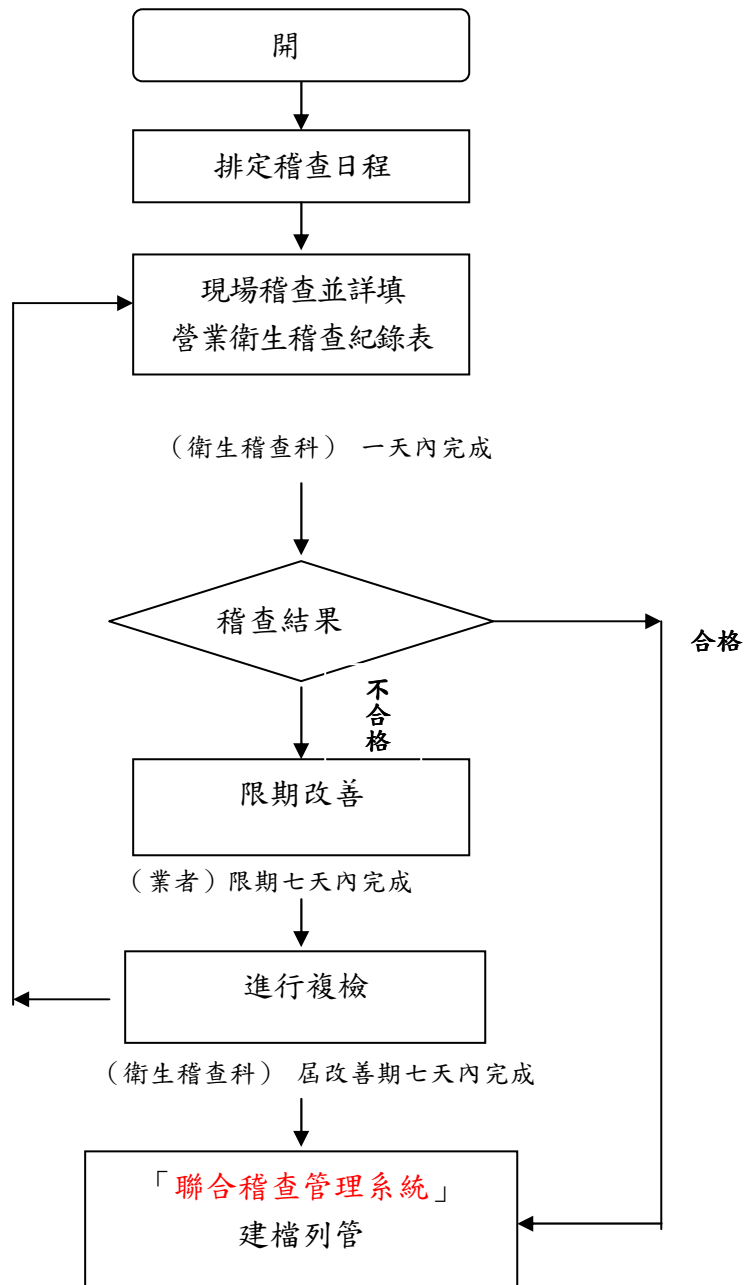 開
排定稽查日程
現場稽查並詳填
營業衛生稽查紀錄表
（衛生稽查科） 一天內完成
稽查結果
合格
不合格
限期改善
（業者）限期七天內完成
進行複檢
（衛生稽查科） 屆改善期七天內完成
「聯合稽查管理系統」
建檔列管